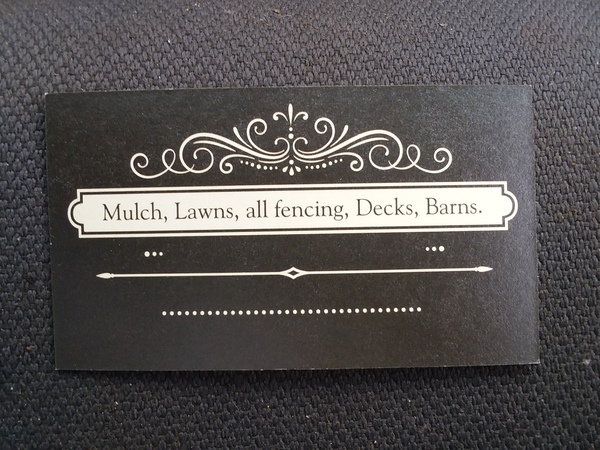 Mulch, Lawns, all fencing, Decks, Barns.